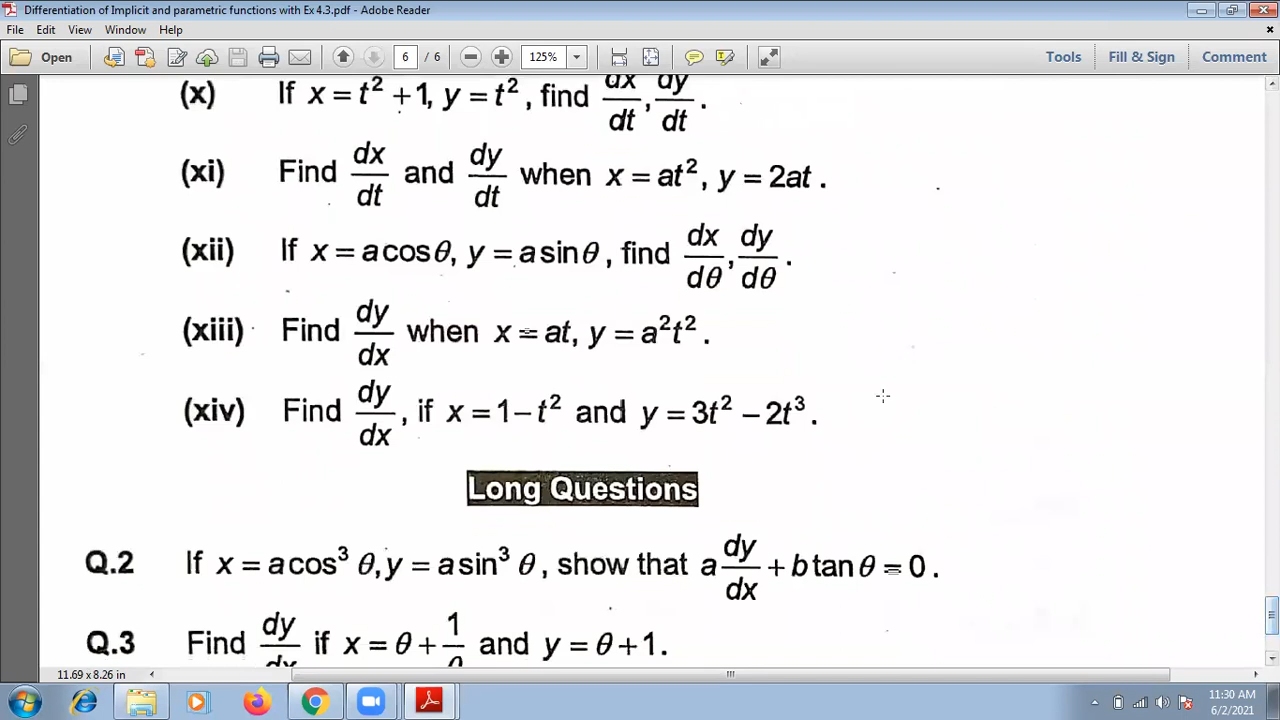 Differentiation of Implicit and parametric functions with Ex 4.3.pdf - Adobe Reader
File Edit View Window Help
Open 6 / 6 125% Tools Fill & Sign Comment
(x) If x = t² + 1, y = t², find dx/dt, dy/dt.
(xi) Find dx/dt and dy/dt when x = at², y = 2at.
(xii) If x = a cosθ, y = a sinθ, find dx/dθ, dy/dθ.
(xiii) Find dy/dx when x = at, y = a²t².
(xiv) Find dy/dx, if x = 1 – t² and y = 3t² – 2t³.
Long Questions
Q.2 If x = a cos³ θ, y = a sin³ θ, show that a dy/dx + b tan θ = 0.
Q.3 Find dy/dx if x = θ + 1/θ and y = θ + 1.
11.69 x 8.26 in
11:30 AM
6/2/2021